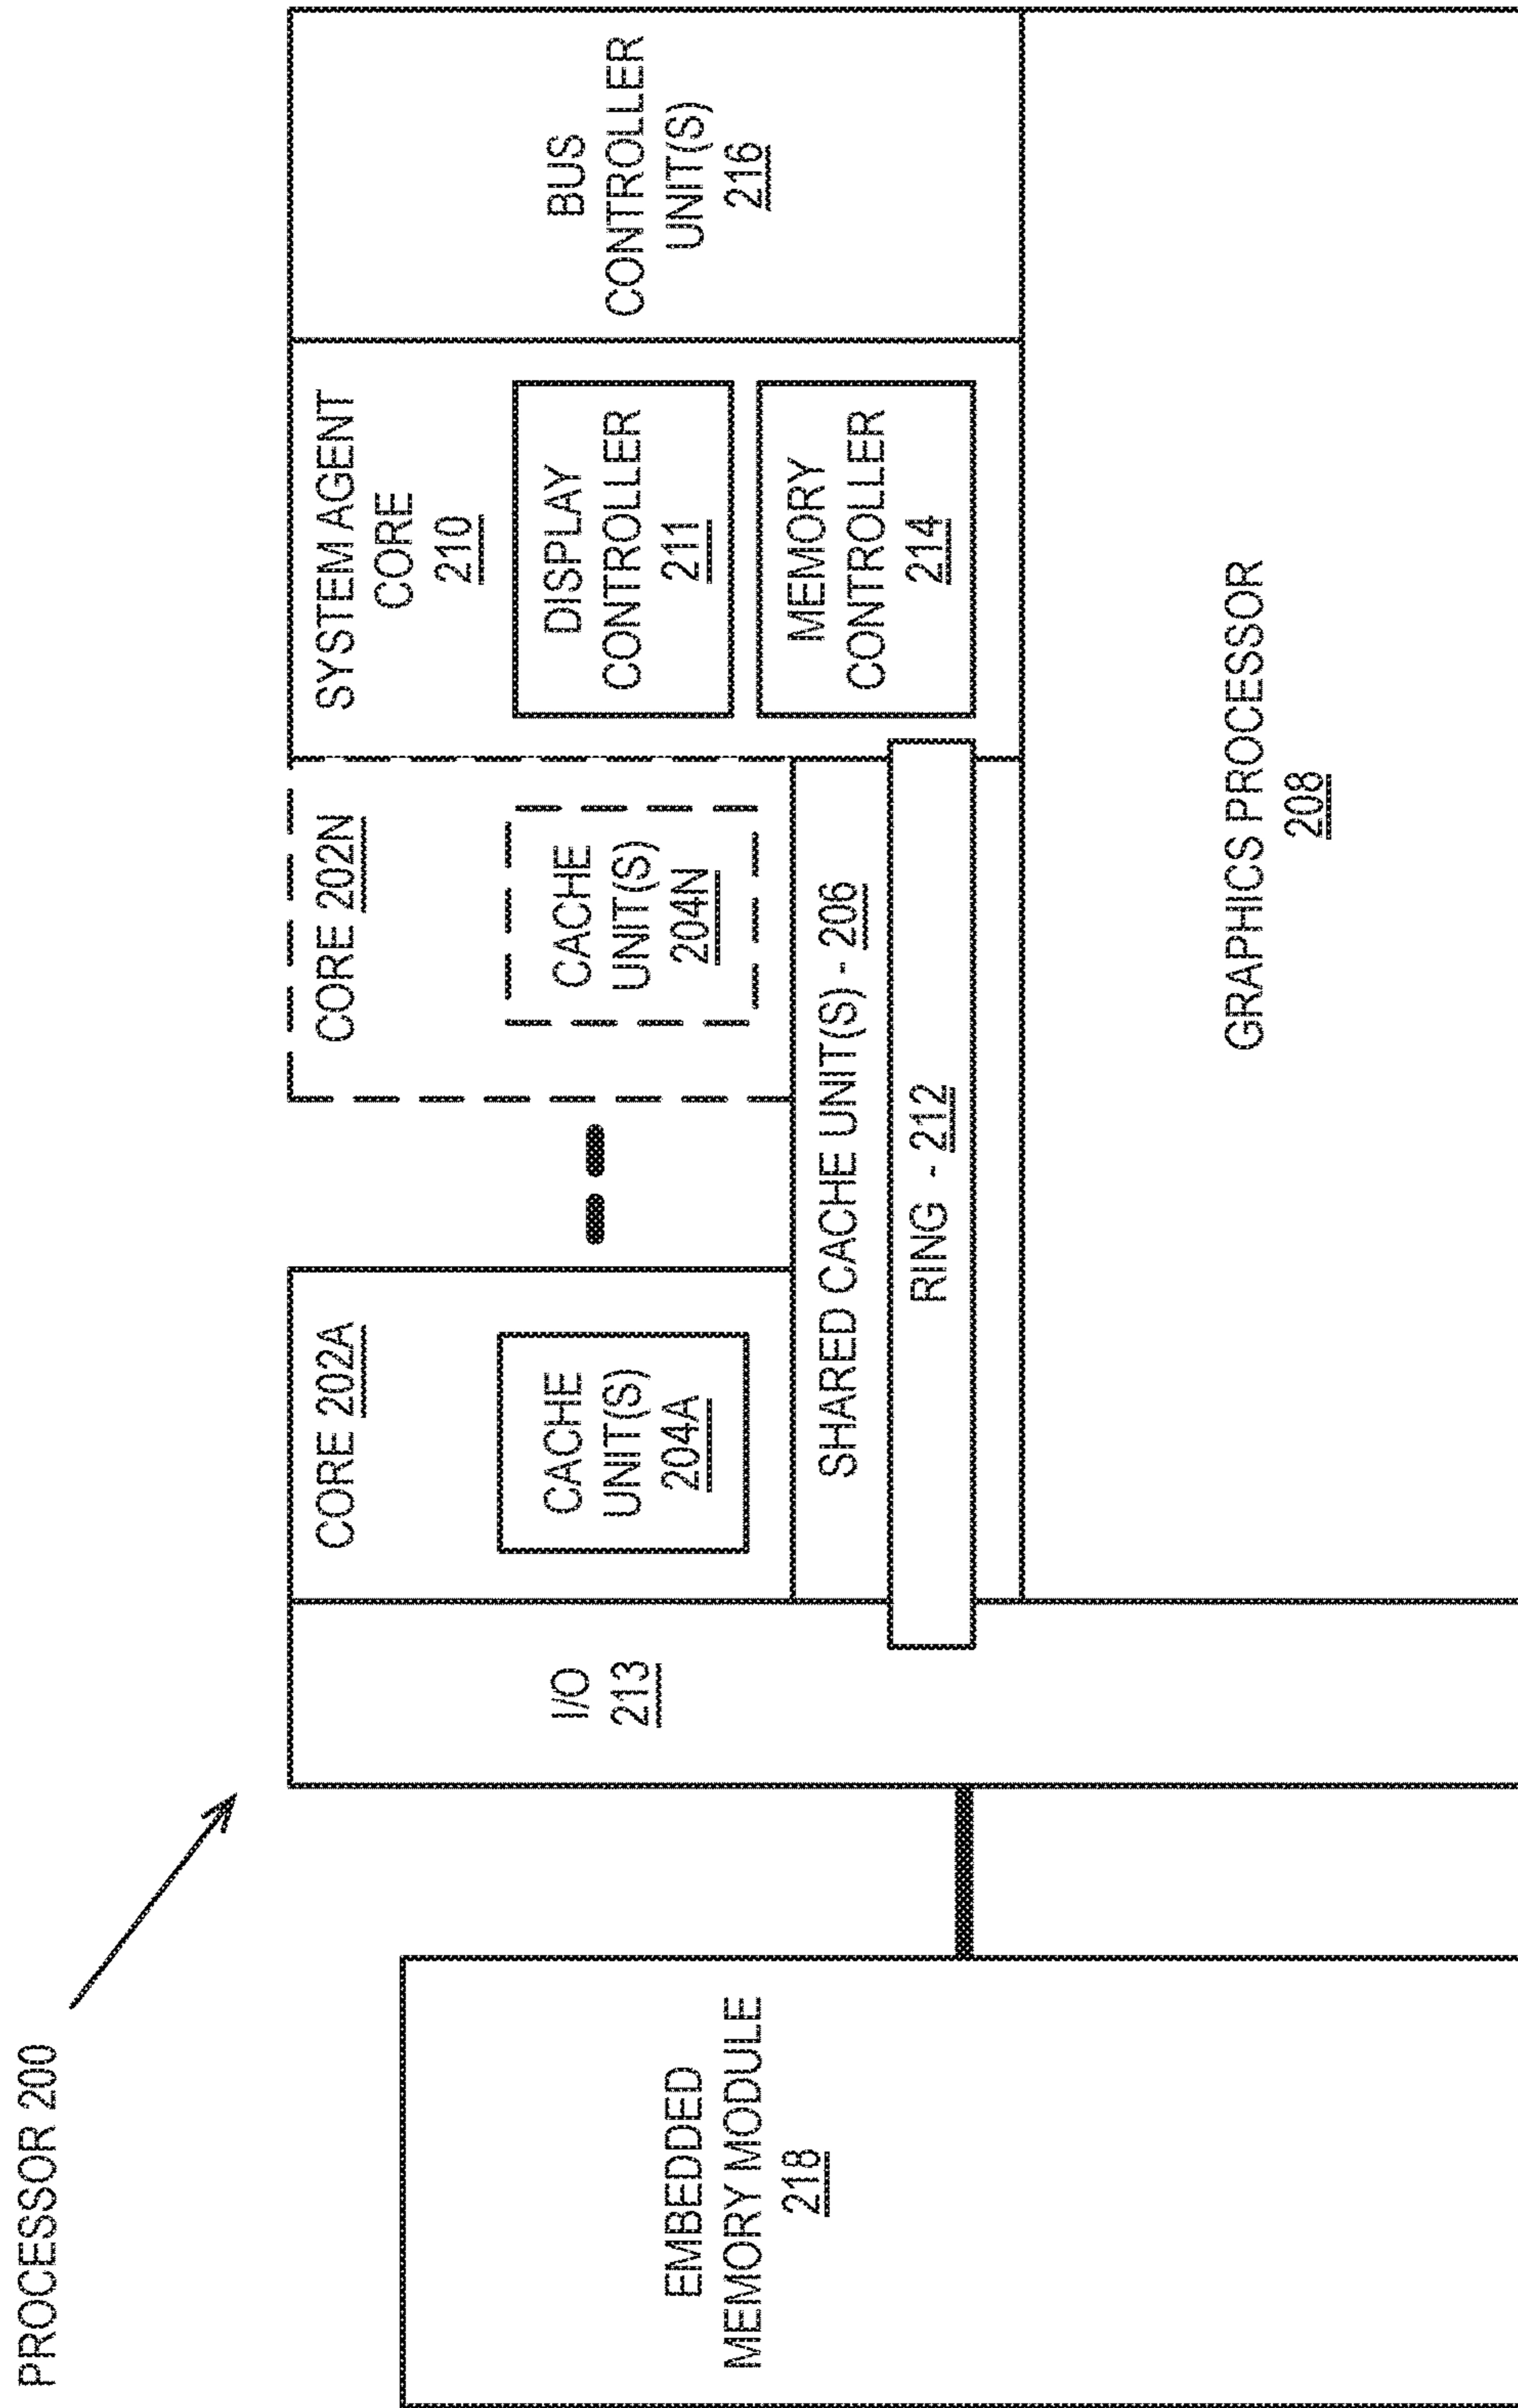 PROCESSOR 200
EMBEDDED
MEMORY MODULE
218
I/O
213
CORE 202A
CACHE
UNIT(S)
204A
CORE 202N
CACHE
UNIT(S)
204N
SHARED CACHE UNIT(S) - 206
RING - 212
SYSTEM AGENT
CORE
210
DISPLAY
CONTROLLER
211
MEMORY
CONTROLLER
214
BUS
CONTROLLER
UNIT(S)
216
GRAPHICS PROCESSOR
208